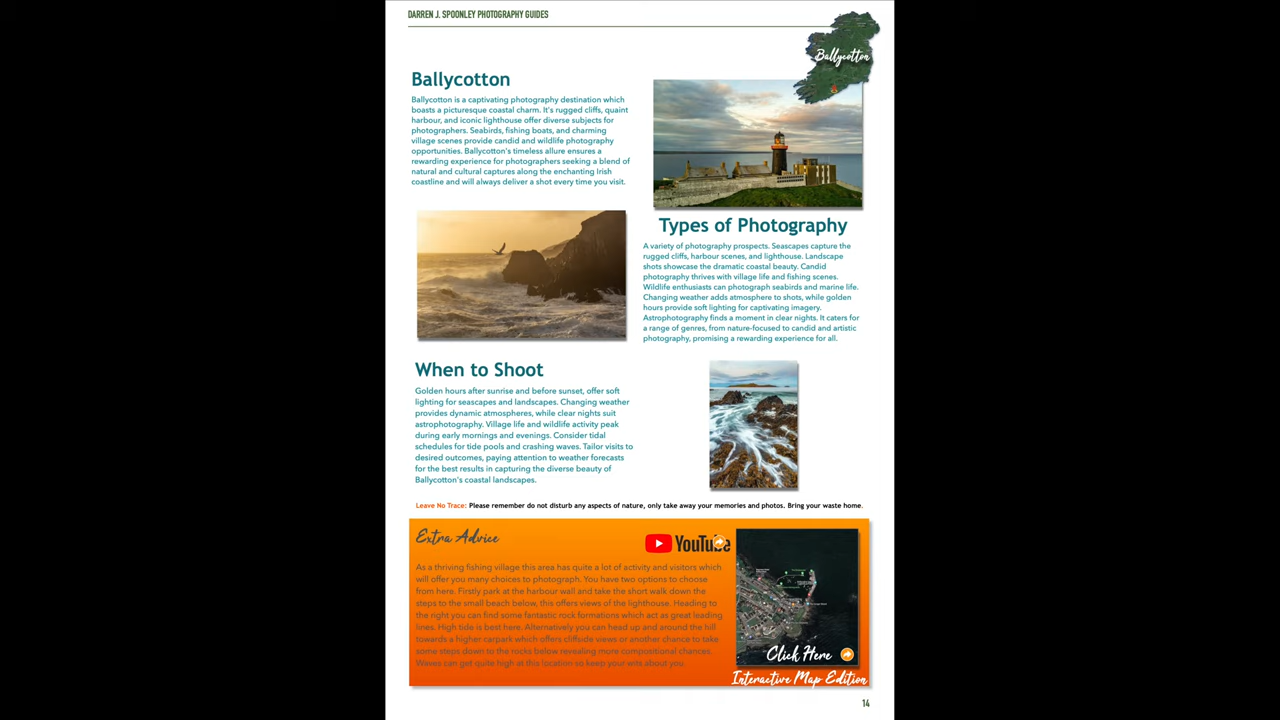 DARREN J. SPOONLEY PHOTOGRAPHY GUIDES
Ballycotton
Ballycotton
Ballycotton is a captivating photography destination which
boasts a picturesque coastal charm. It's rugged cliffs, quaint
harbour, and iconic lighthouse offer diverse subjects for
photographers. Seabirds, fishing boats, and charming
village scenes provide candid and wildlife photography
opportunities. Ballycotton's timeless allure ensures a
rewarding experience for photographers seeking a blend of
natural and cultural captures along the enchanting Irish
coastline and will always deliver a shot every time you visit.
Types of Photography
A variety of photography prospects. Seascapes capture the
rugged cliffs, harbour scenes, and lighthouse. Landscape
shots showcase the dramatic coastal beauty. Candid
photography thrives with village life and fishing scenes.
Wildlife enthusiasts can photograph seabirds and marine life.
Changing weather adds atmosphere to shots, while golden
hours provide soft lighting for captivating imagery.
Astrophotography finds a moment in clear nights. It caters for
a range of genres, from nature-focused to candid and artistic
photography, promising a rewarding experience for all.
When to Shoot
Golden hours after sunrise and before sunset, offer soft
lighting for seascapes and landscapes. Changing weather
provides dynamic atmospheres, while clear nights suit
astrophotography. Village life and wildlife activity peak
during early mornings and evenings. Consider tidal
schedules for tide pools and crashing waves. Tailor visits to
desired outcomes, paying attention to weather forecasts
for the best results in capturing the diverse beauty of
Ballycotton's coastal landscapes.
Leave No Trace: Please remember do not disturb any aspects of nature, only take away your memories and photos. Bring your waste home.
Extra Advice
YouTube
As a thriving fishing village this area has quite a lot of activity and visitors which
will offer you many choices to photograph. You have two options to choose
from here. Firstly park at the harbour wall and take the short walk down the
steps to the small beach below, this offers views of the lighthouse. Heading to
the right you can find some fantastic rock formations which act as great leading
lines. High tide is best here. Alternatively you can head up and around the hill
towards a higher carpark which offers cliffside views or another chance to take
some steps down to the rocks below revealing more compositional chances.
Waves can get quite high at this location so keep your wits about you.
Click Here
Interactive Map Edition
14